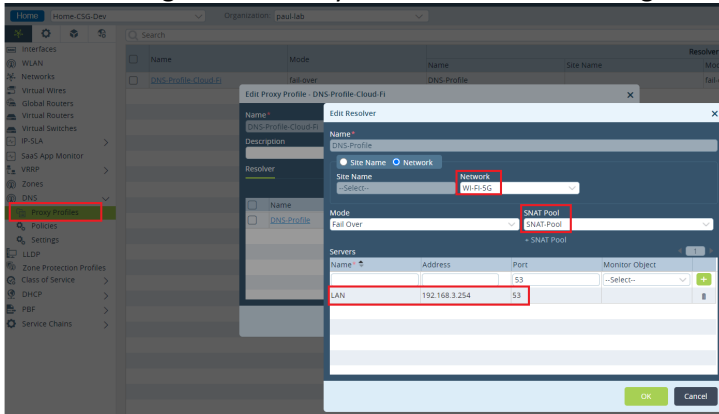 Home Home-CSG-Dev Organization: paul-lab
Search
Interfaces
WLAN
Networks
Virtual Wires
Global Routers
Virtual Routers
Virtual Switches
IP-SLA
SaaS App Monitor
VRRP
Zones
DNS
Proxy Profiles
Policies
Settings
LLDP
Zone Protection Profiles
Class of Service
DHCP
PBF
Service Chains
Resolver
Name Mode Name Site Name
DNS-Profile-Cloud-Fi fail-over DNS-Profile
Edit Proxy Profile - DNS-Profile-Cloud-Fi
Name*
DNS-Profile-Cloud-Fi
Description
Resolver
Name
DNS-Profile
Edit Resolver
Name*
DNS-Profile
Site Name Network
Site Name Network
--Select-- WI-FI-5G
Mode SNAT Pool
Fail Over SNAT-Pool
+ SNAT Pool
Servers 1
Name* Address Port Monitor Object
53 --Select--
LAN 192.168.3.254 53
OK Cancel